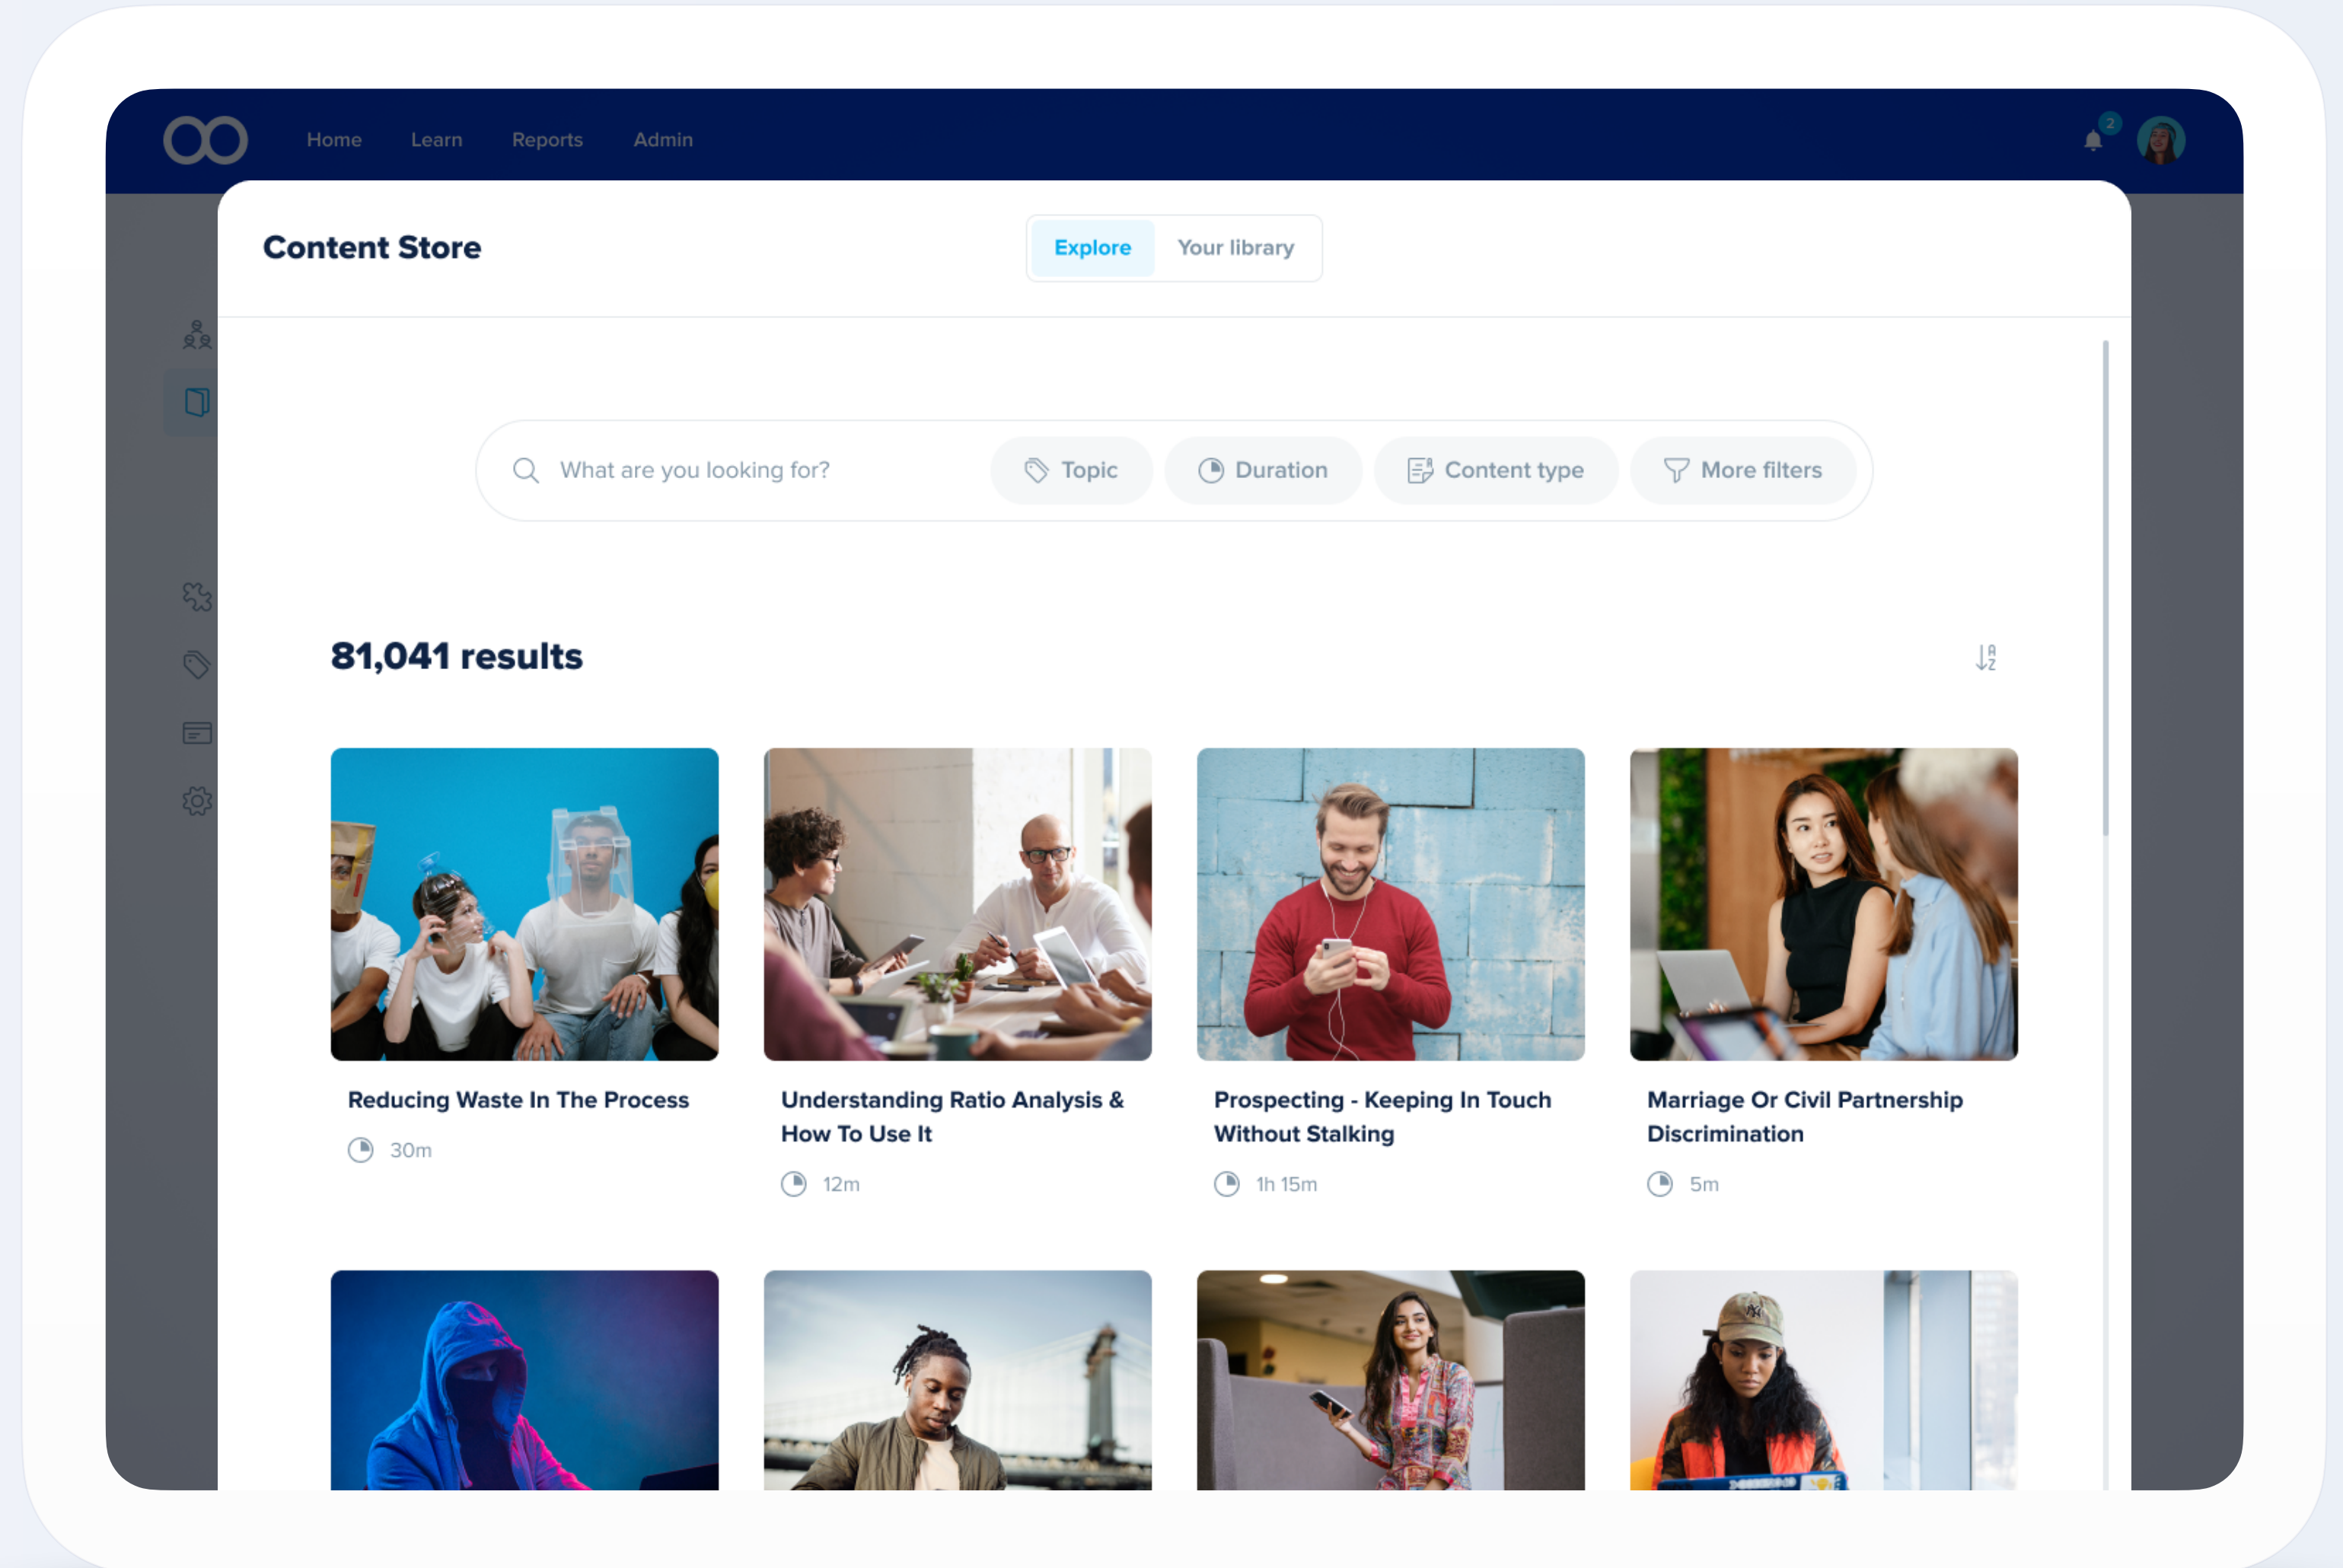 Home Learn Reports Admin
2
Content Store
Explore Your library
What are you looking for? Topic Duration Content type More filters
81,041 results
Reducing Waste In The Process
30m
Understanding Ratio Analysis &
How To Use It
12m
Prospecting - Keeping In Touch
Without Stalking
1h 15m
Marriage Or Civil Partnership
Discrimination
5m